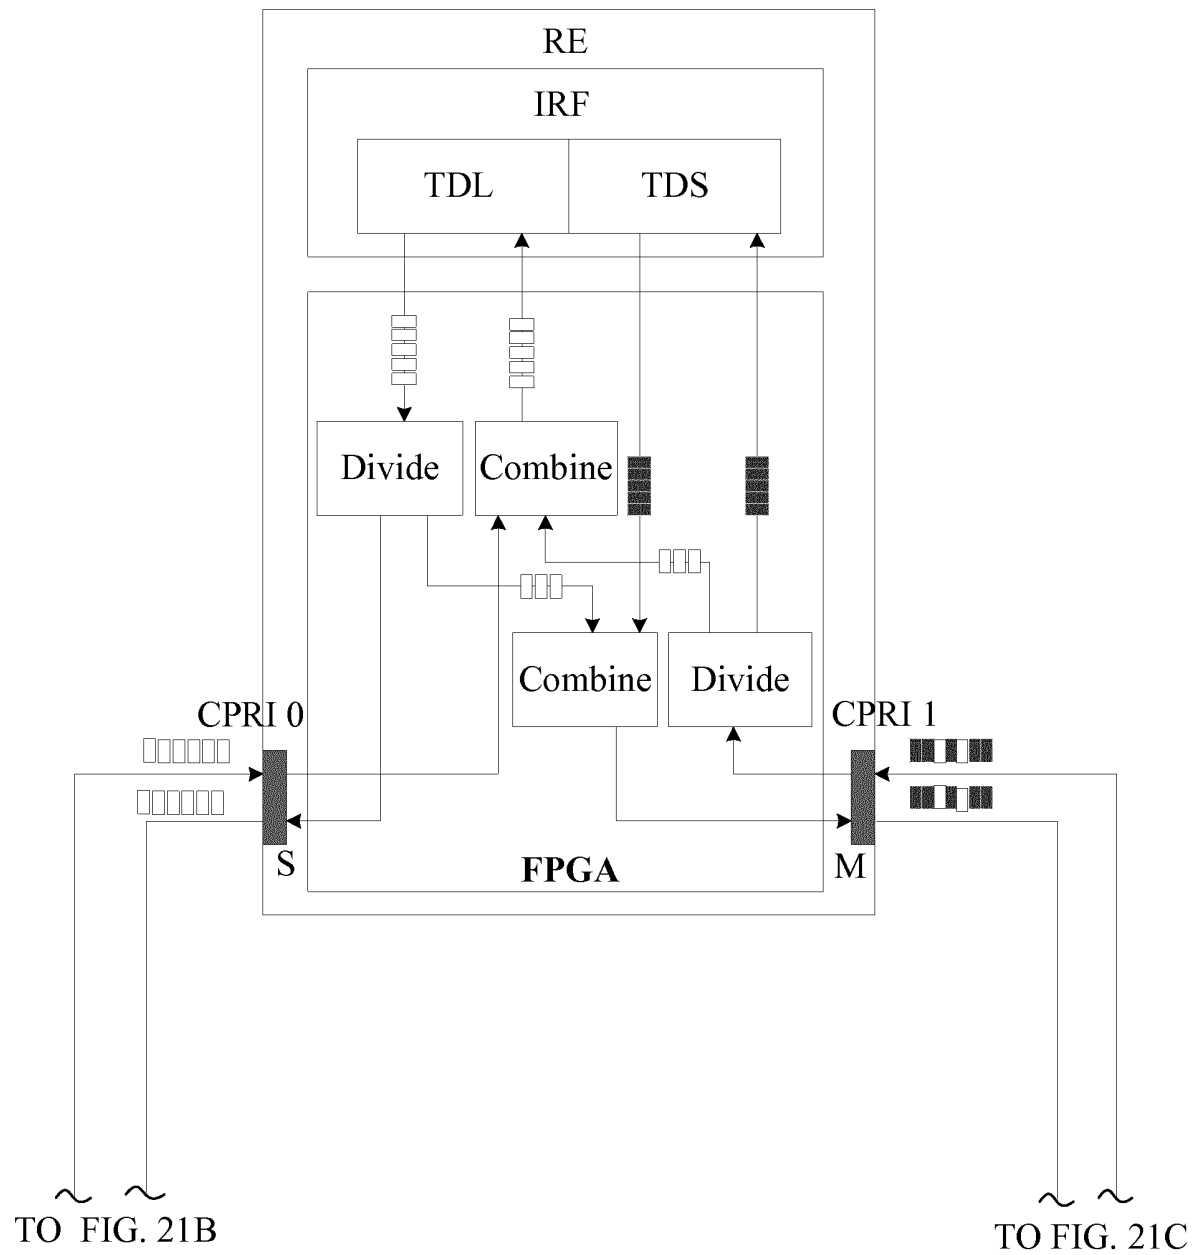 RE
IRF
TDL
TDS
Divide
Combine
Combine
Divide
CPRI 0
CPRI 1
S
M
FPGA
TO FIG. 21B
TO FIG. 21C